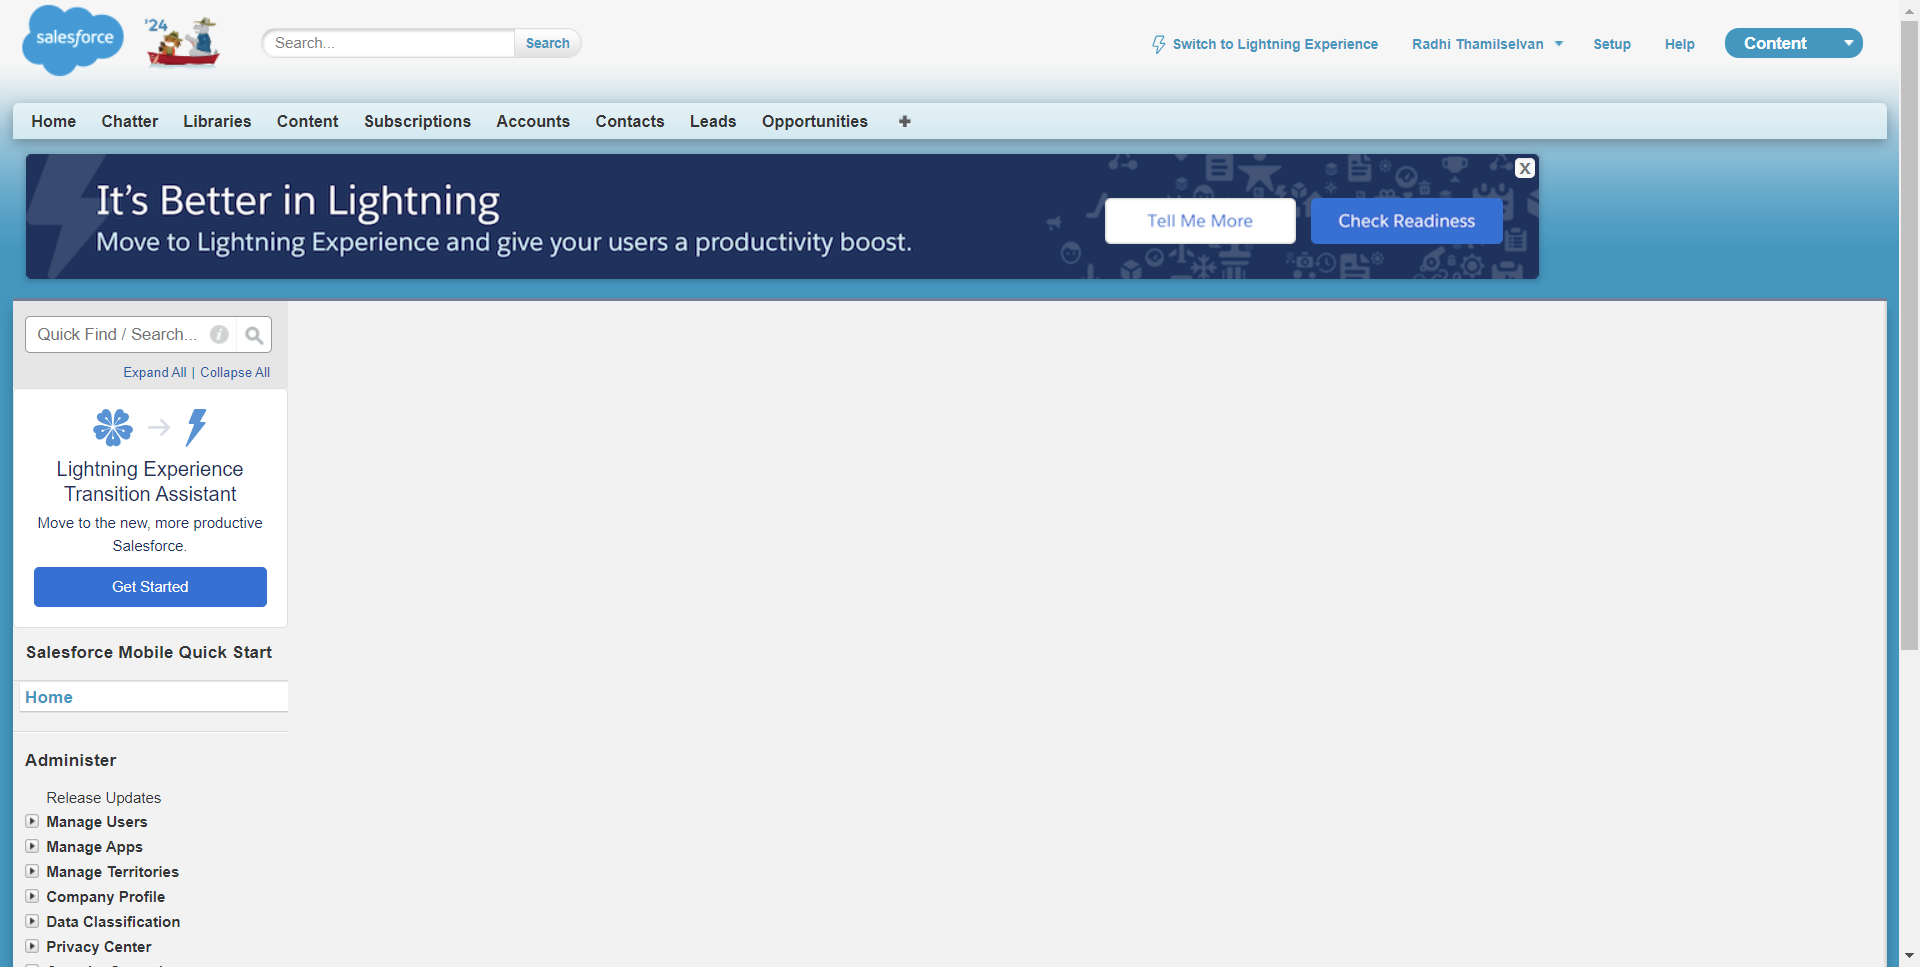 salesforce
'24
Search...
Search
Switch to Lightning Experience
Radhi Thamilselvan
Setup
Help
Content
Home
Chatter
Libraries
Content
Subscriptions
Accounts
Contacts
Leads
Opportunities
It's Better in Lightning
Move to Lightning Experience and give your users a productivity boost.
Tell Me More
Check Readiness
X
Quick Find / Search...
Expand All | Collapse All
Lightning Experience
Transition Assistant
Move to the new, more productive
Salesforce.
Get Started
Salesforce Mobile Quick Start
Home
Administer
Release Updates
Manage Users
Manage Apps
Manage Territories
Company Profile
Data Classification
Privacy Center